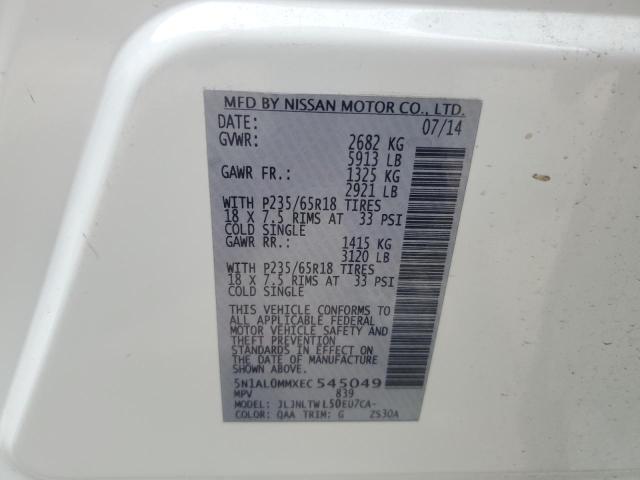 MFD BY NISSAN MOTOR CO., LTD.
DATE: 07/14
GVWR: 2682 KG
5913 LB
GAWR FR.: 1325 KG
2921 LB
WITH P235/65R18 TIRES
18 X 7.5 RIMS AT 33 PSI
COLD SINGLE
GAWR RR.: 1415 KG
3120 LB
WITH P235/65R18 TIRES
18 X 7.5 RIMS AT 33 PSI
COLD SINGLE
THIS VEHICLE CONFORMS TO
ALL APPLICABLE FEDERAL
MOTOR VEHICLE SAFETY AND
THEFT PREVENTION
STANDARDS IN EFFECT ON
THE DATE OF MANUFACTURE
SHOWN ABOVE.
5N1AL0MMXEC 545049
MPV 839
MODEL: JLJNLTWL50EU7CA-
COLOR: QAA TRIM: G ZS30A